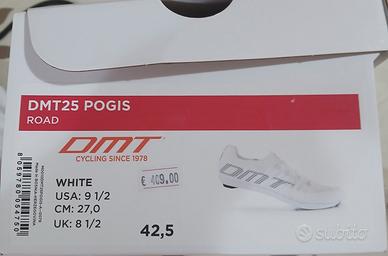 DMT25 POGIS
ROAD
DMT
CYCLING SINCE 1978
WHITE
USA: 9 1/2
CM: 27,0
UK: 8 1/2
€ 409.00
42,5
DMT
subito